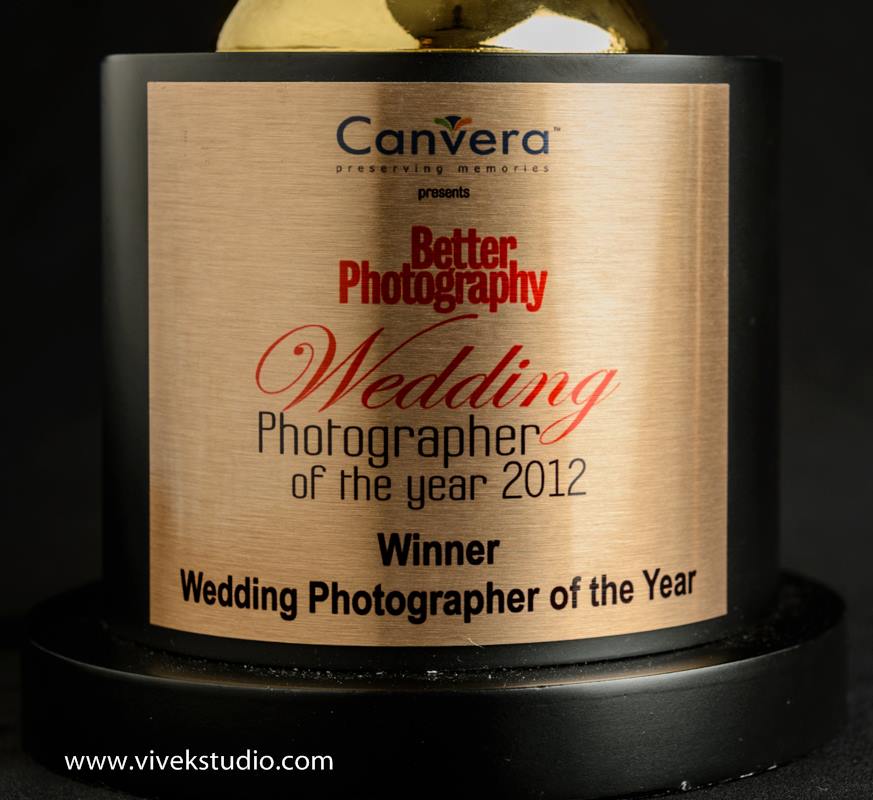 Canvera™
preserving memories
presents
Better
Photography
Wedding
Photographer
of the year 2012
Winner
Wedding Photographer of the Year
www.vivekstudio.com